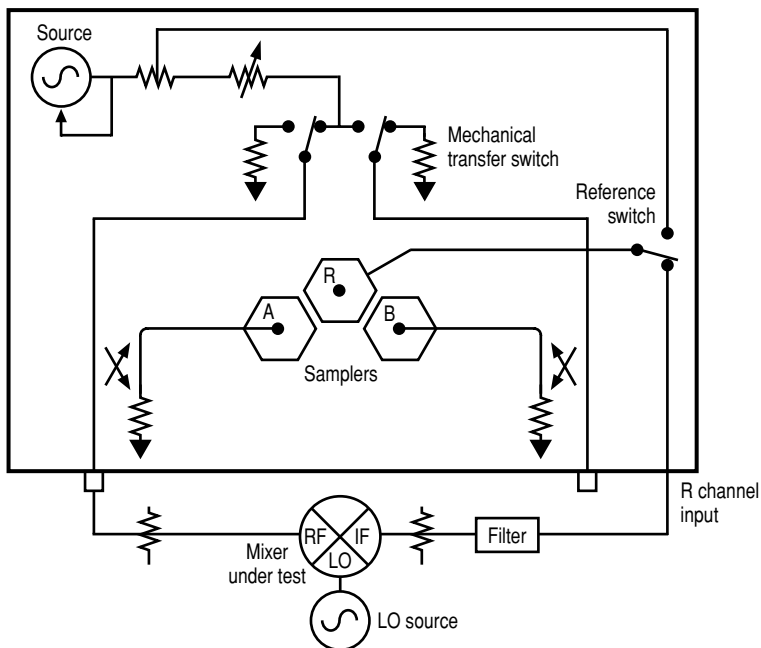 Source
Mechanical
transfer switch
Reference
switch
R
A
B
Samplers
R channel
input
RF
IF
LO
Filter
Mixer
under test
LO source